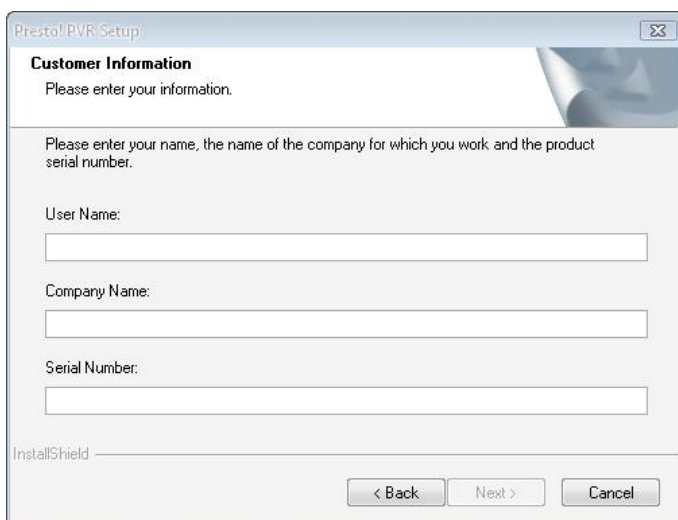 Presto! PVR Setup
Customer Information
Please enter your information.
Please enter your name, the name of the company for which you work and the product
serial number.
User Name:
Company Name:
Serial Number:
InstallShield
< Back
Next >
Cancel